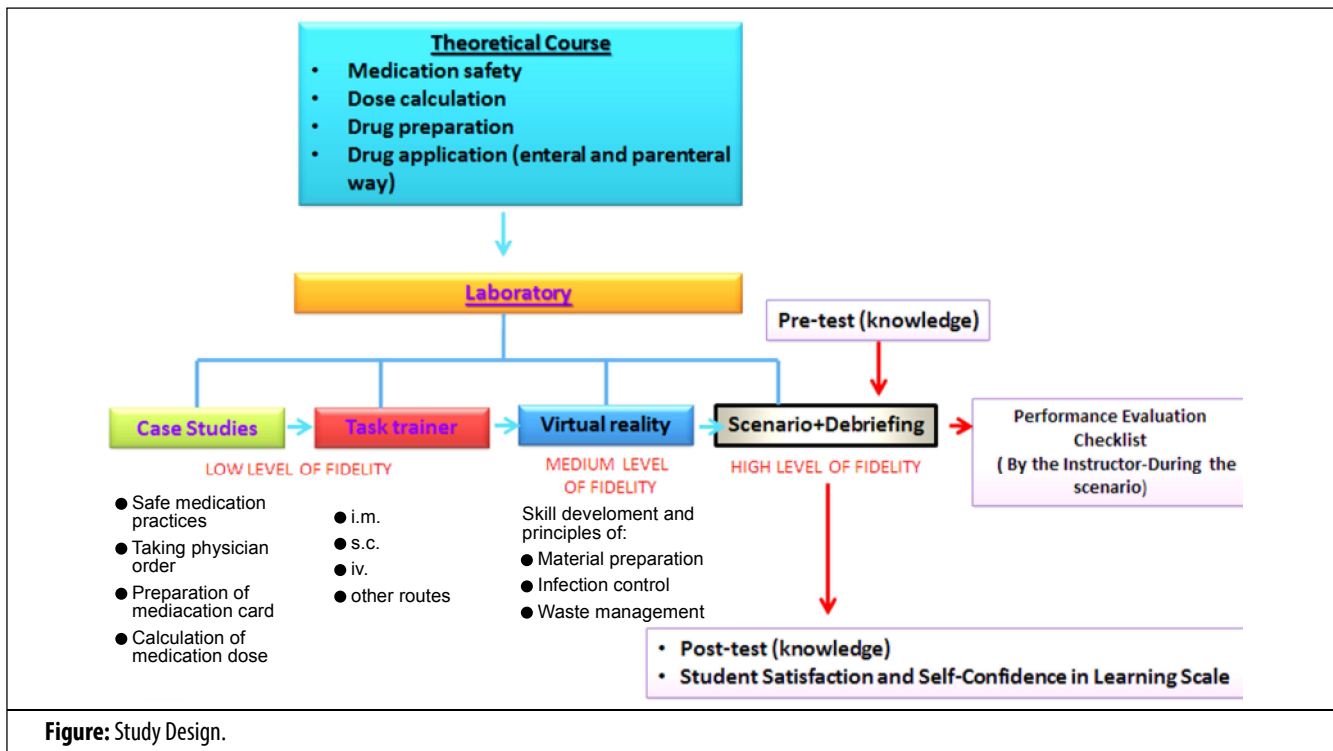 Theoretical Course
• Medication safety
• Dose calculation
• Drug preparation
• Drug application (enteral and parenteral
way)
Laboratory
Pre-test (knowledge)
Case Studies
Task trainer
Virtual reality
Scenario+Debriefing
Performance Evaluation
Checklist
( By the Instructor-During the
scenario)
LOW LEVEL OF FIDELITY
MEDIUM LEVEL
OF FIDELITY
HIGH LEVEL OF FIDELITY
● Safe medication
practices
● Taking physician
order
● Preparation of
mediacation card
● Calculation of
medication dose
● i.m.
● s.c.
● iv.
● other routes
Skill develoment and
principles of:
● Material preparation
● Infection control
● Waste management
• Post-test (knowledge)
• Student Satisfaction and Self-Confidence in Learning Scale
Figure: Study Design.